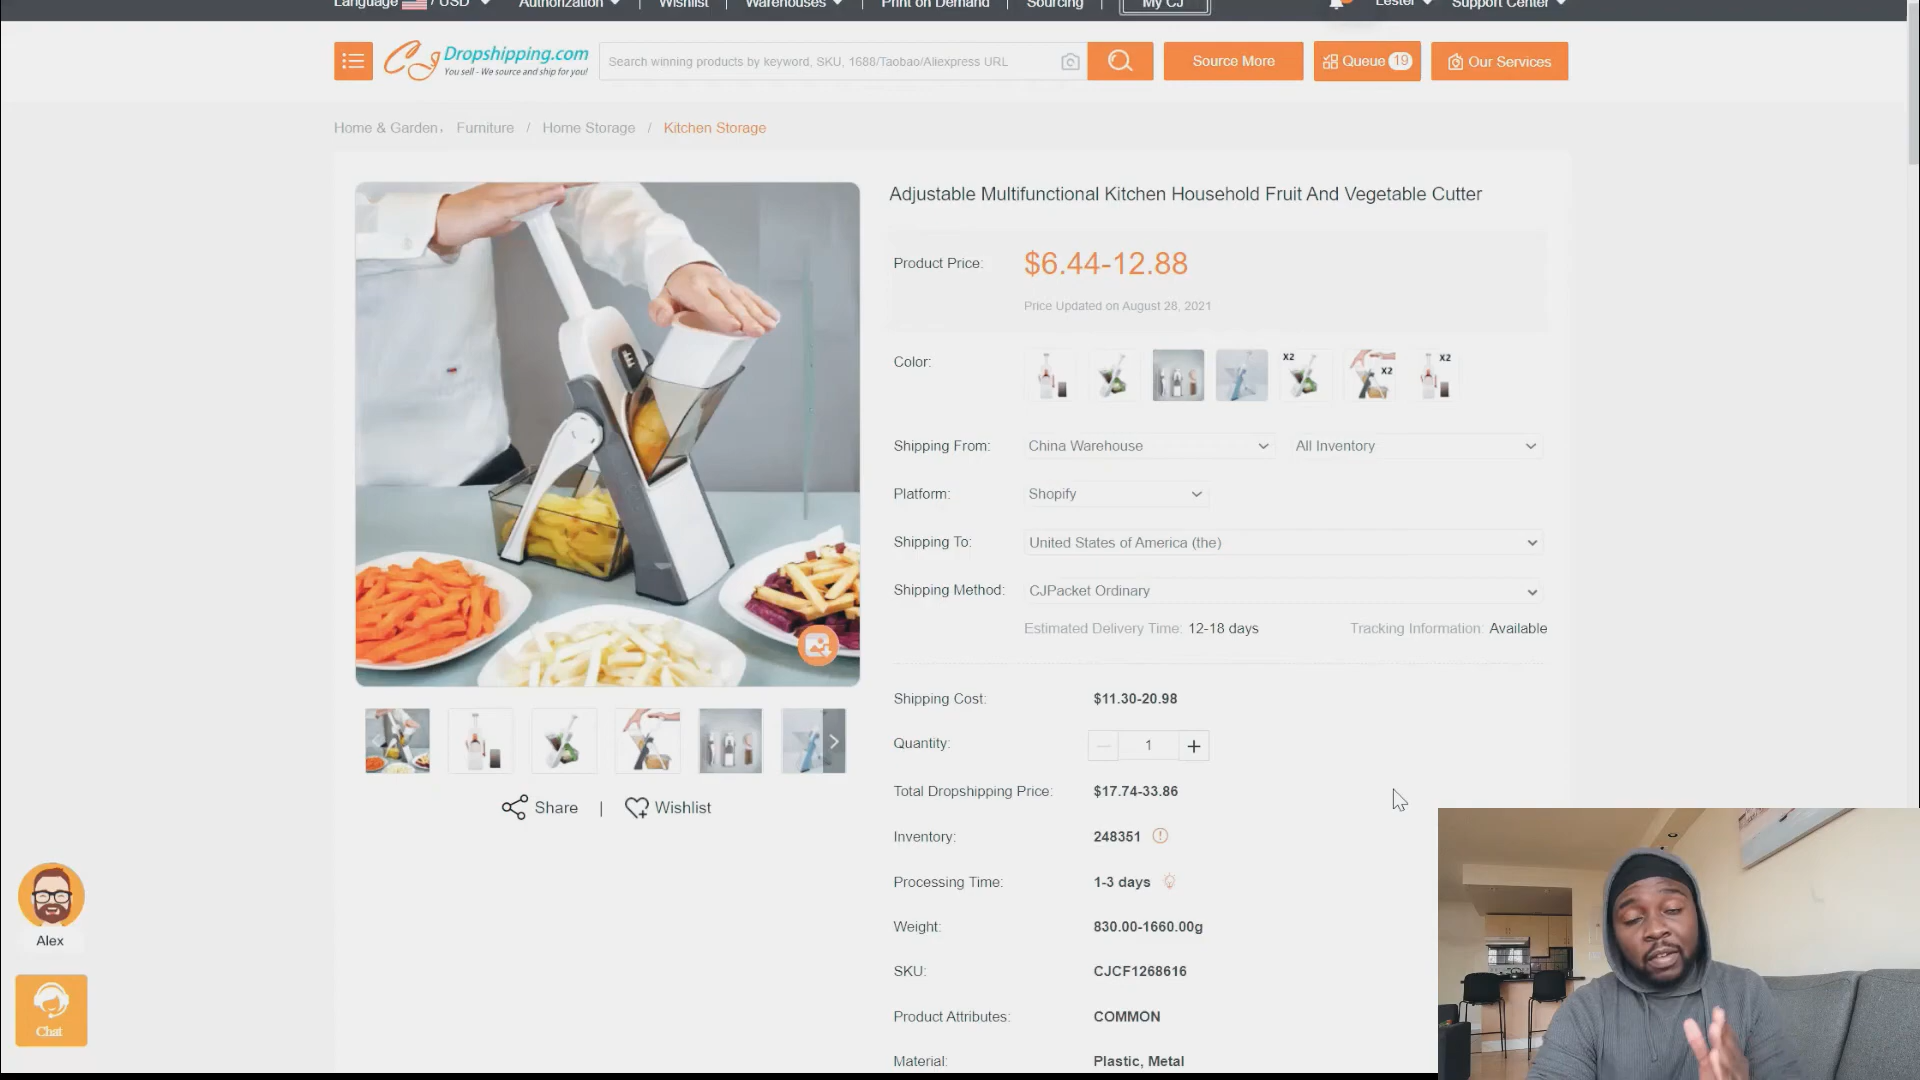 Language / USD Authorization Wishlist Warehouses Print on Demand Sourcing My CJ Lester Support Center
CJ Dropshipping.com
You sell - We source and ship for you!
Search winning products by keyword, SKU, 1688/Taobao/Aliexpress URL
Source More
Queue 19
Our Services
Home & Garden, Furniture / Home Storage / Kitchen Storage
Adjustable Multifunctional Kitchen Household Fruit And Vegetable Cutter
Product Price: $6.44-12.88
Price Updated on August 28, 2021
Color:
X2
X2
X2
Shipping From: China Warehouse All Inventory
Platform: Shopify
Shipping To: United States of America (the)
Shipping Method: CJPacket Ordinary
Estimated Delivery Time: 12-18 days Tracking Information: Available
Shipping Cost: $11.30-20.98
Quantity: 1 +
Total Dropshipping Price: $17.74-33.86
Inventory: 248351
Processing Time: 1-3 days
Weight: 830.00-1660.00g
SKU: CJCF1268616
Product Attributes: COMMON
Material: Plastic, Metal
Share | Wishlist
Alex
Chat